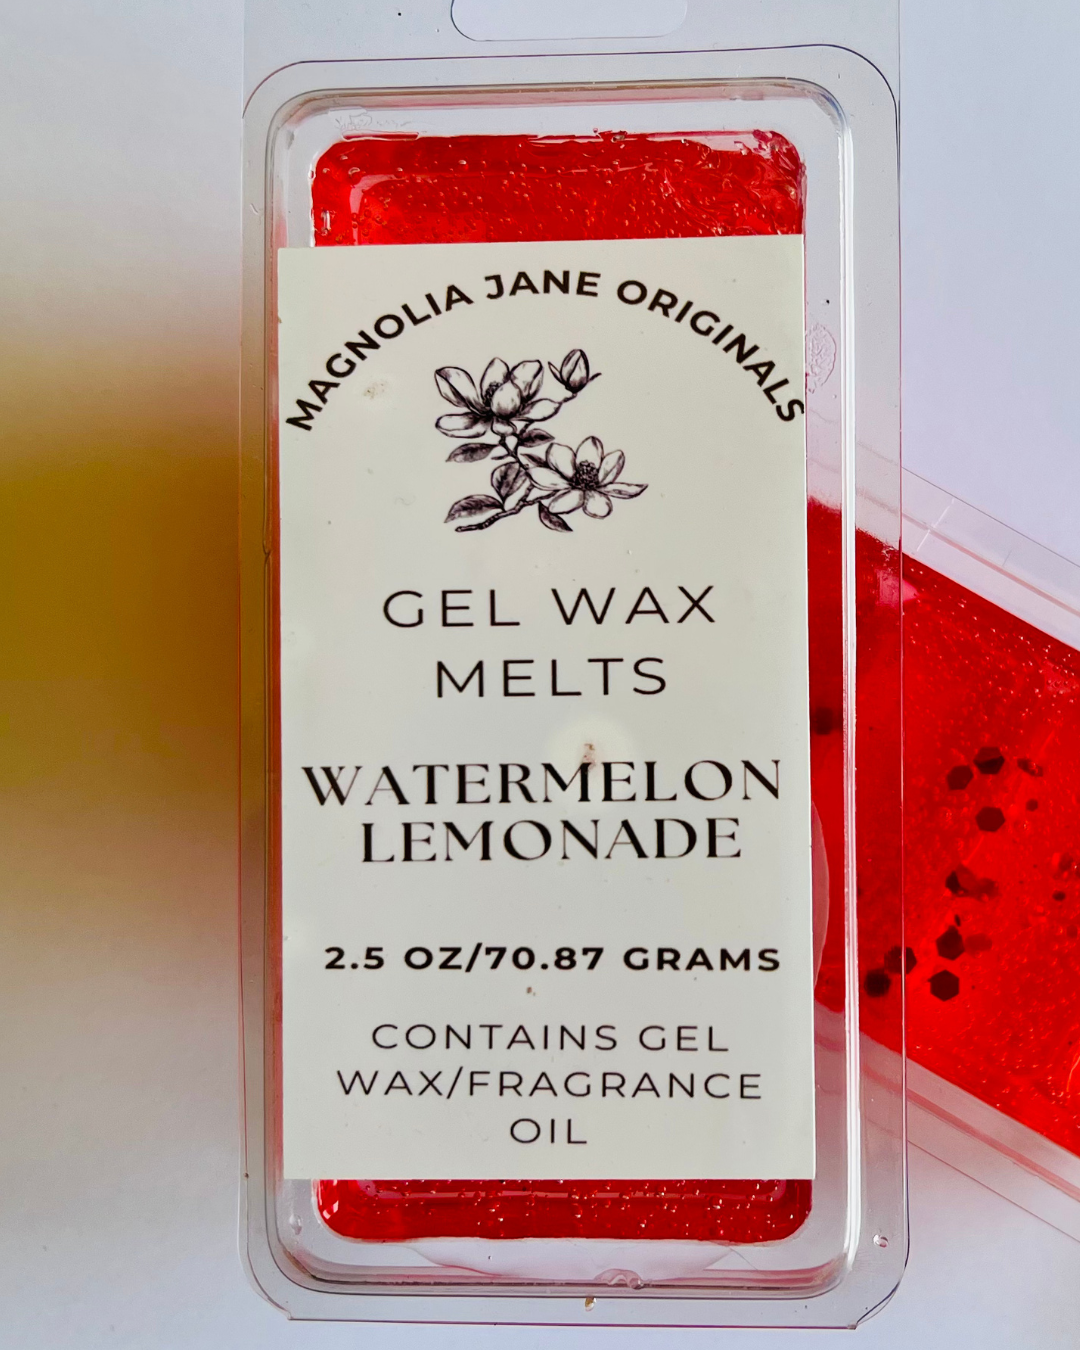 MAGNOLIA JANE ORIGINALS
GEL WAX
MELTS
WATERMELON
LEMONADE
2.5 OZ/70.87 GRAMS
CONTAINS GEL
WAX/FRAGRANCE
OIL